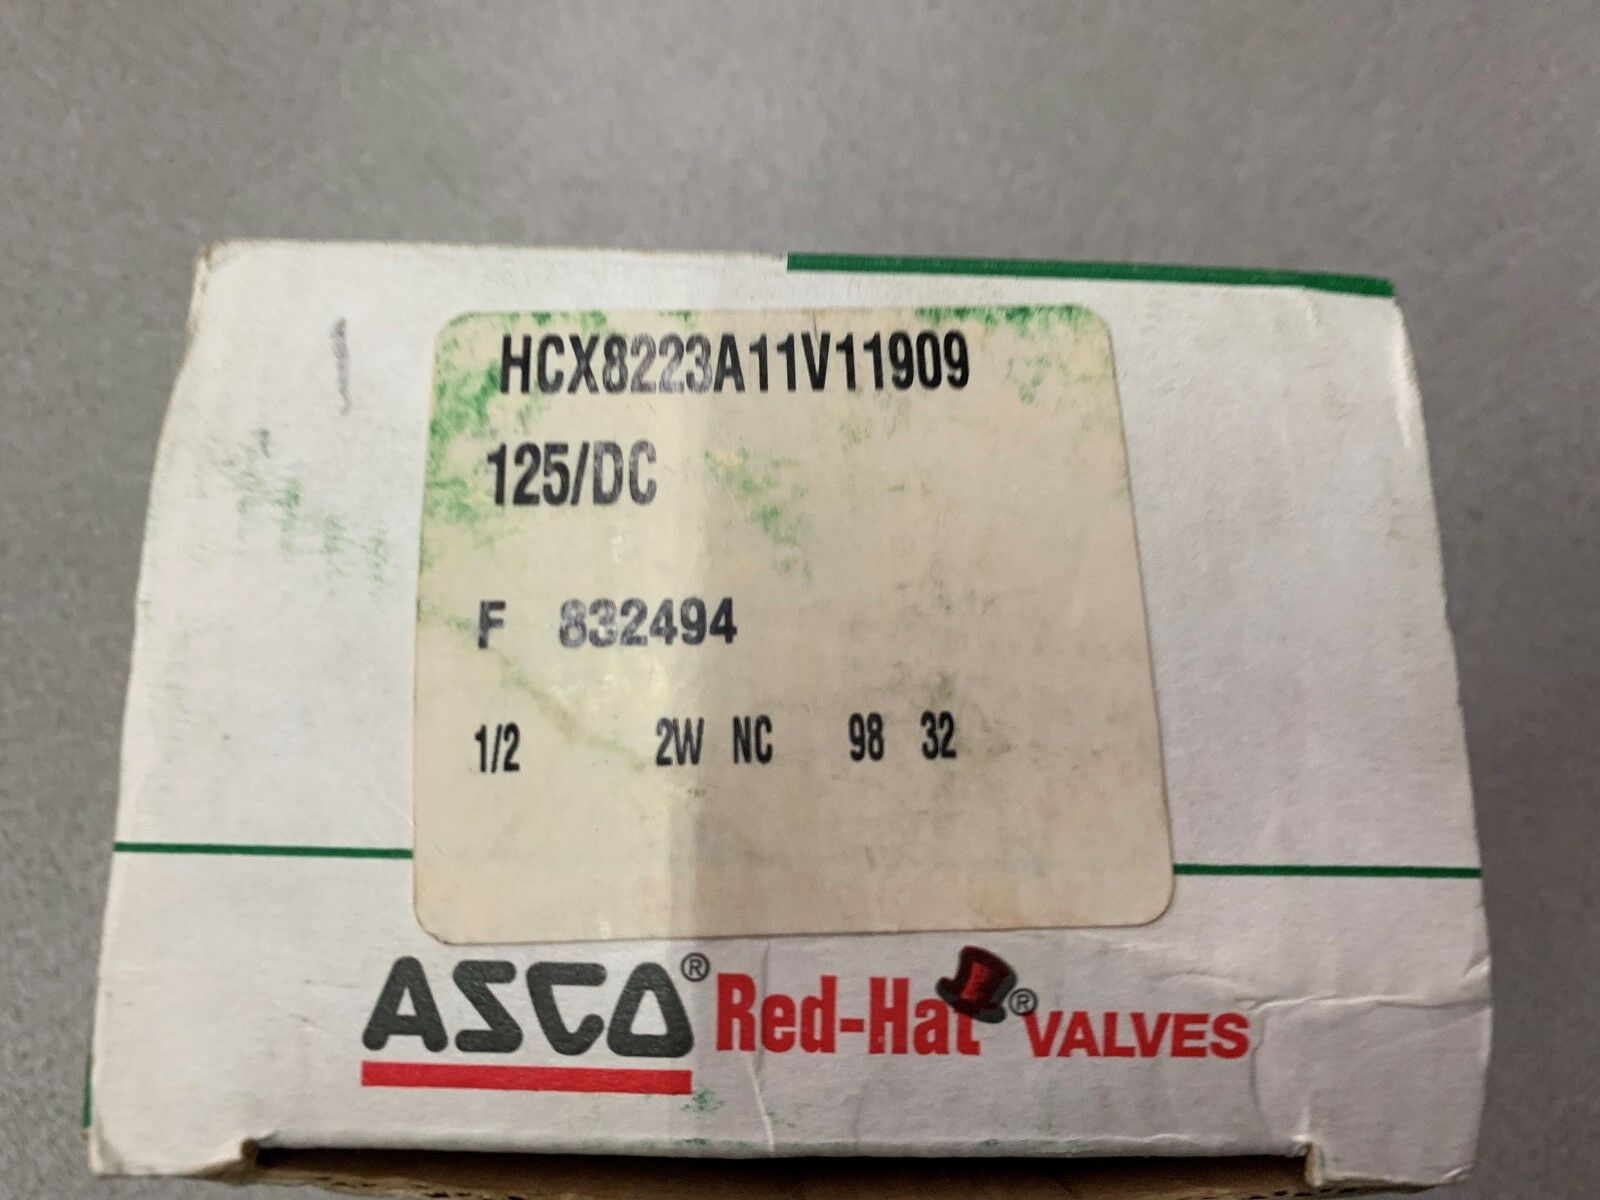 HCX8223A11V11909
125/DC
F 832494
1/2 2W NC 98 32
ASCO® Red-Hat® VALVES